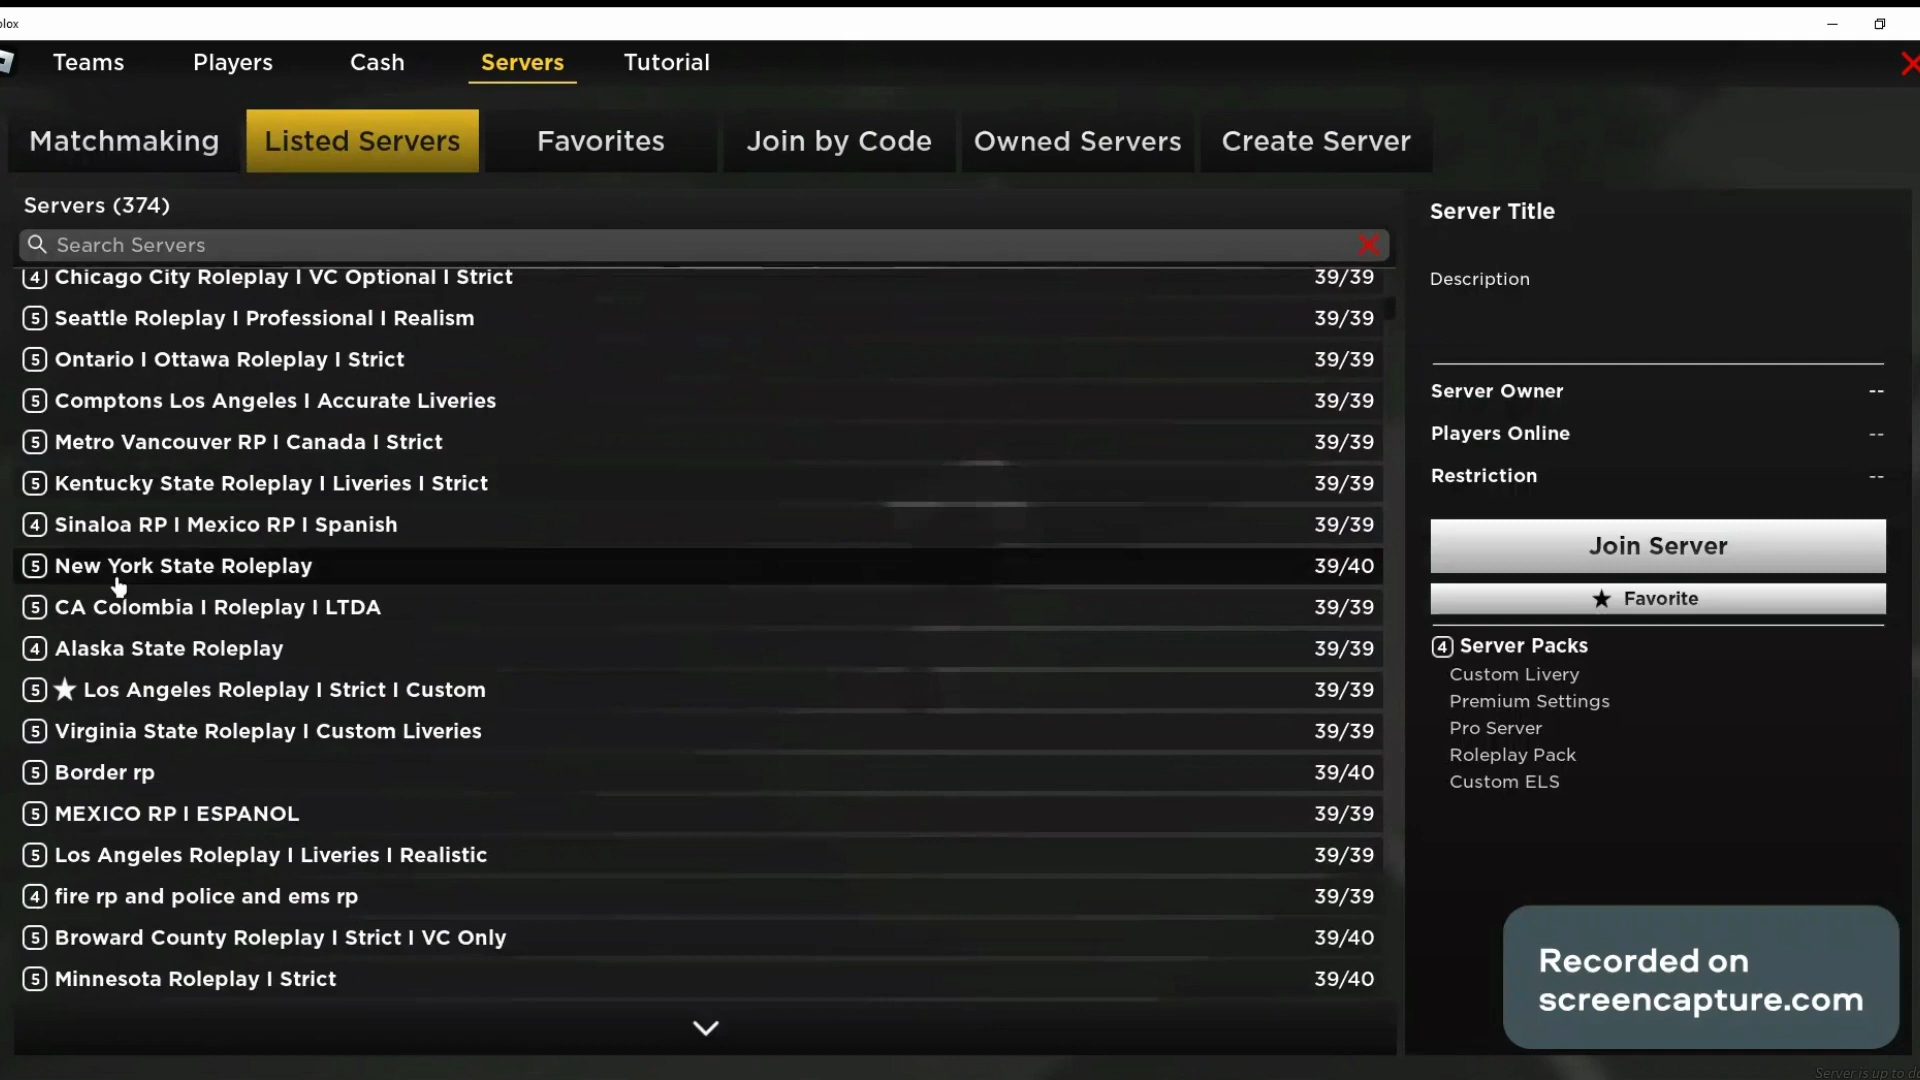 lox
Teams Players Cash Servers Tutorial
Matchmaking Listed Servers Favorites Join by Code Owned Servers Create Server
Servers (374)
Search Servers
4 Chicago City Roleplay I VC Optional I Strict 39/39
5 Seattle Roleplay I Professional I Realism 39/39
5 Ontario I Ottawa Roleplay I Strict 39/39
5 Comptons Los Angeles I Accurate Liveries 39/39
5 Metro Vancouver RP I Canada I Strict 39/39
5 Kentucky State Roleplay I Liveries I Strict 39/39
4 Sinaloa RP I Mexico RP I Spanish 39/39
5 New York State Roleplay 39/40
5 CA Colombia I Roleplay I LTDA 39/39
4 Alaska State Roleplay 39/39
5 ★ Los Angeles Roleplay I Strict I Custom 39/39
5 Virginia State Roleplay I Custom Liveries 39/39
5 Border rp 39/40
5 MEXICO RP I ESPANOL 39/39
5 Los Angeles Roleplay I Liveries I Realistic 39/39
4 fire rp and police and ems rp 39/39
5 Broward County Roleplay I Strict I VC Only 39/40
5 Minnesota Roleplay I Strict 39/40
Server Title
Description
Server Owner --
Players Online --
Restriction --
Join Server
★ Favorite
4 Server Packs
Custom Livery
Premium Settings
Pro Server
Roleplay Pack
Custom ELS
Recorded on
screencapture.com
Server is up to d